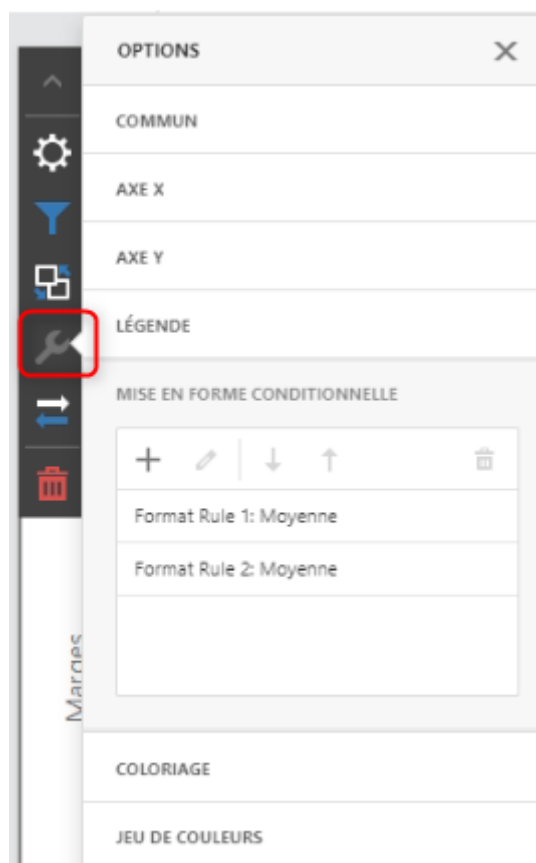 OPTIONS
COMMUN
AXE X
AXE Y
LÉGENDE
MISE EN FORME CONDITIONNELLE
Format Rule 1: Moyenne
Format Rule 2: Moyenne
Marges
COLORIAGE
JEU DE COULEURS